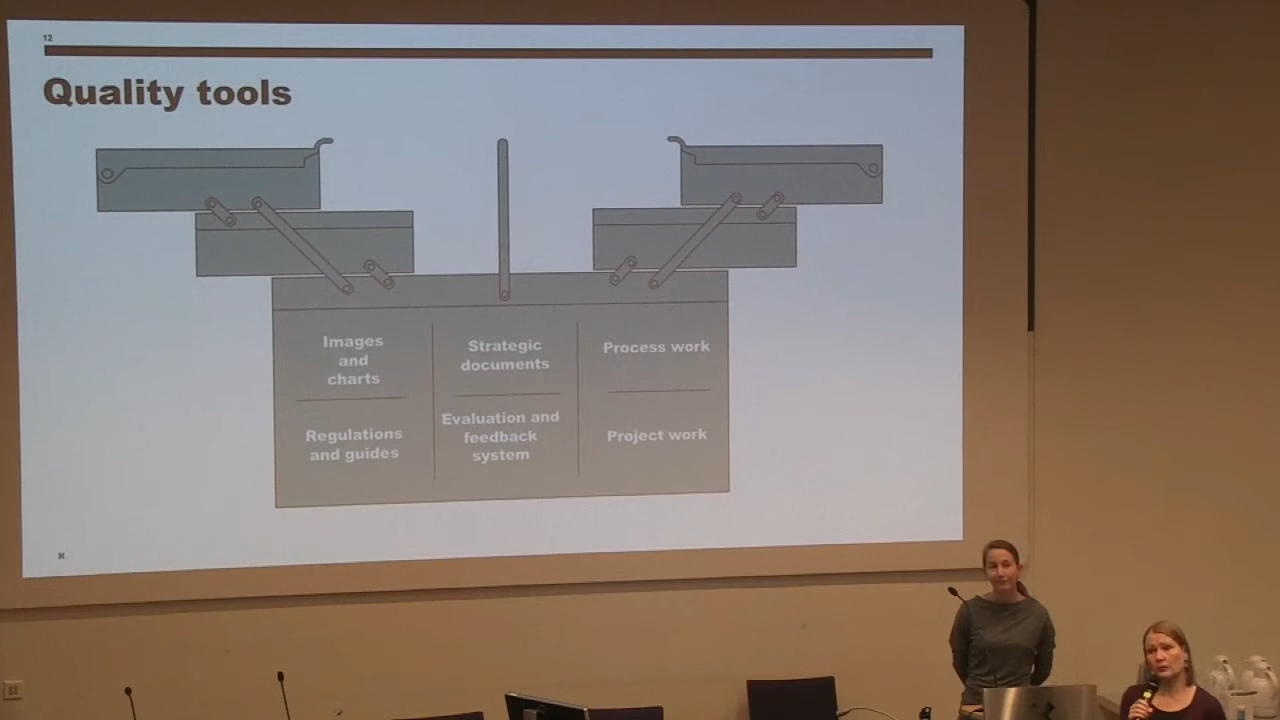 12
Quality tools
Images
and
charts
Strategic
documents
Process work
Regulations
and guides
Evaluation and
feedback
system
Project work